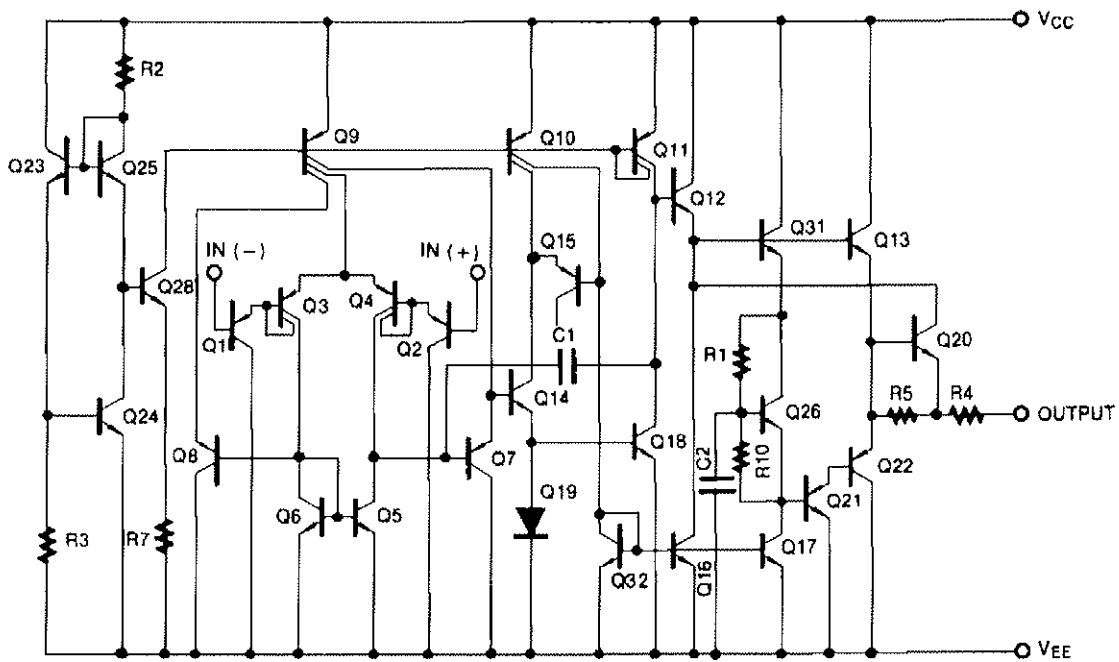 VCC
R2
Q9
Q10
Q11
Q23
Q25
Q12
Q28
IN (−)
IN (+)
Q15
Q31
Q13
Q3
Q4
Q1
Q2
C1
Q20
R1
Q14
R5
R4
Q24
Q26
OUTPUT
Q8
Q7
Q18
C2
R10
Q22
Q19
Q21
Q6
Q5
R3
R7
Q32
Q16
Q17
VEE